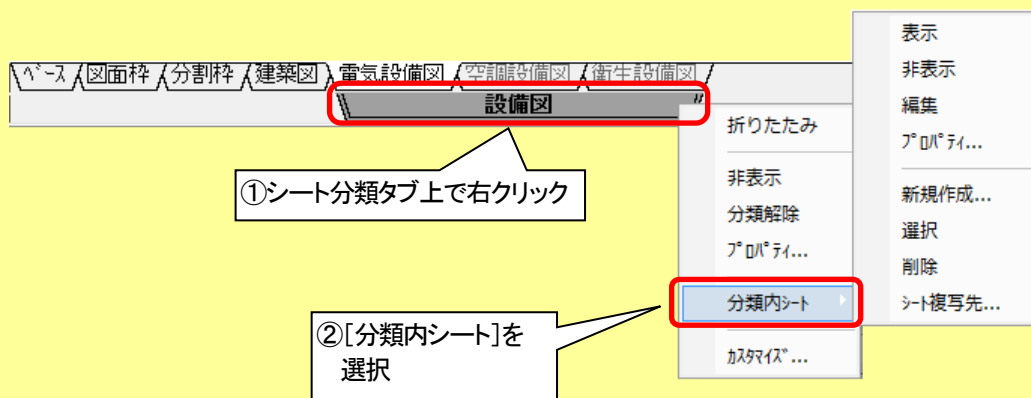 ﾍﾞｰｽ 図面枠 分割枠 建築図 電気設備図 空調設備図 衛生設備図
設備図
①シート分類タブ上で右クリック
折りたたみ
非表示
分類解除
ﾌﾟﾛﾊﾟﾃｨ...
分類内ｼｰﾄ
ｶｽﾀﾏｲｽﾞ...
②[分類内シート]を
選択
表示
非表示
編集
ﾌﾟﾛﾊﾟﾃｨ...
新規作成...
選択
削除
ｼｰﾄ複写先...